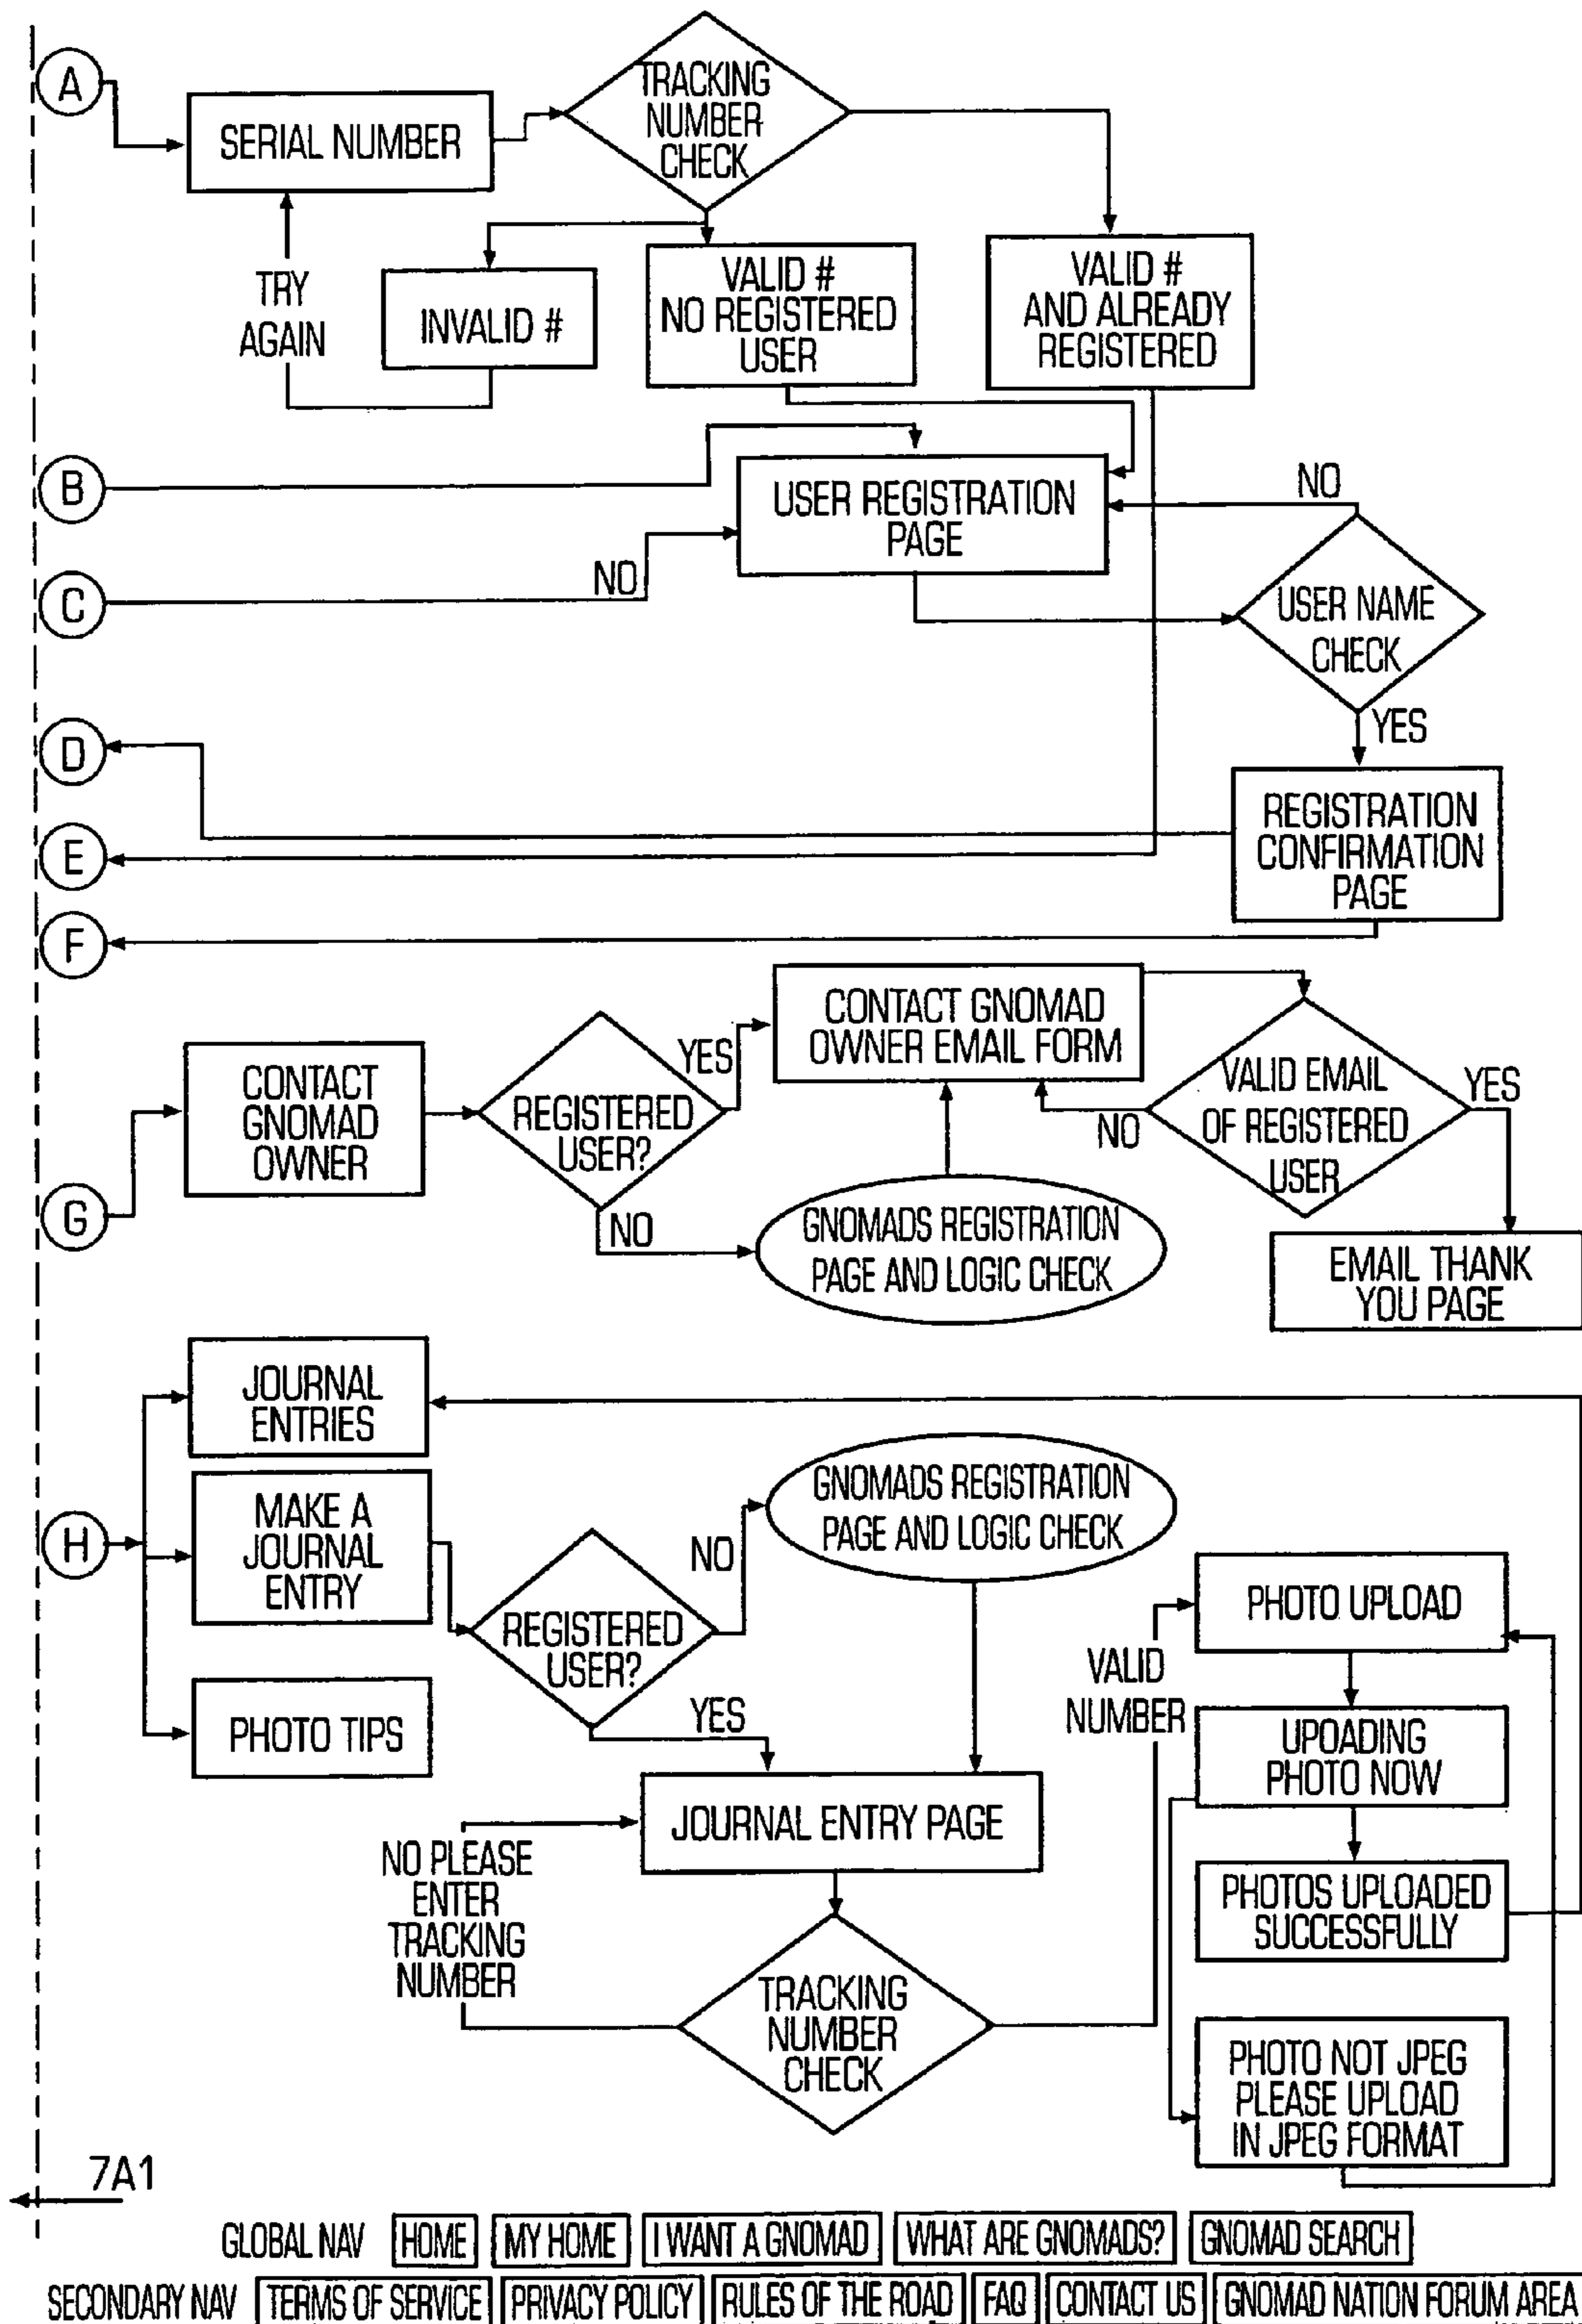 A
SERIAL NUMBER
TRACKING
NUMBER
CHECK
TRY
AGAIN
INVALID #
VALID #
NO REGISTERED
USER
VALID #
AND ALREADY
REGISTERED
B
USER REGISTRATION
PAGE
NO
C
NO
USER NAME
CHECK
YES
D
REGISTRATION
CONFIRMATION
PAGE
E
F
CONTACT GNOMAD
OWNER EMAIL FORM
CONTACT
GNOMAD
OWNER
REGISTERED
USER?
YES
NO
VALID EMAIL
OF REGISTERED
USER
YES
NO
G
GNOMADS REGISTRATION
PAGE AND LOGIC CHECK
EMAIL THANK
YOU PAGE
JOURNAL
ENTRIES
H
MAKE A
JOURNAL
ENTRY
PHOTO TIPS
REGISTERED
USER?
NO
YES
GNOMADS REGISTRATION
PAGE AND LOGIC CHECK
JOURNAL ENTRY PAGE
NO PLEASE
ENTER
TRACKING
NUMBER
TRACKING
NUMBER
CHECK
VALID
NUMBER
PHOTO UPLOAD
UPOADING
PHOTO NOW
PHOTOS UPLOADED
SUCCESSFULLY
PHOTO NOT JPEG
PLEASE UPLOAD
IN JPEG FORMAT
7A1
GLOBAL NAV HOME MY HOME I WANT A GNOMAD WHAT ARE GNOMADS? GNOMAD SEARCH
SECONDARY NAV TERMS OF SERVICE PRIVACY POLICY RULES OF THE ROAD FAQ CONTACT US GNOMAD NATION FORUM AREA